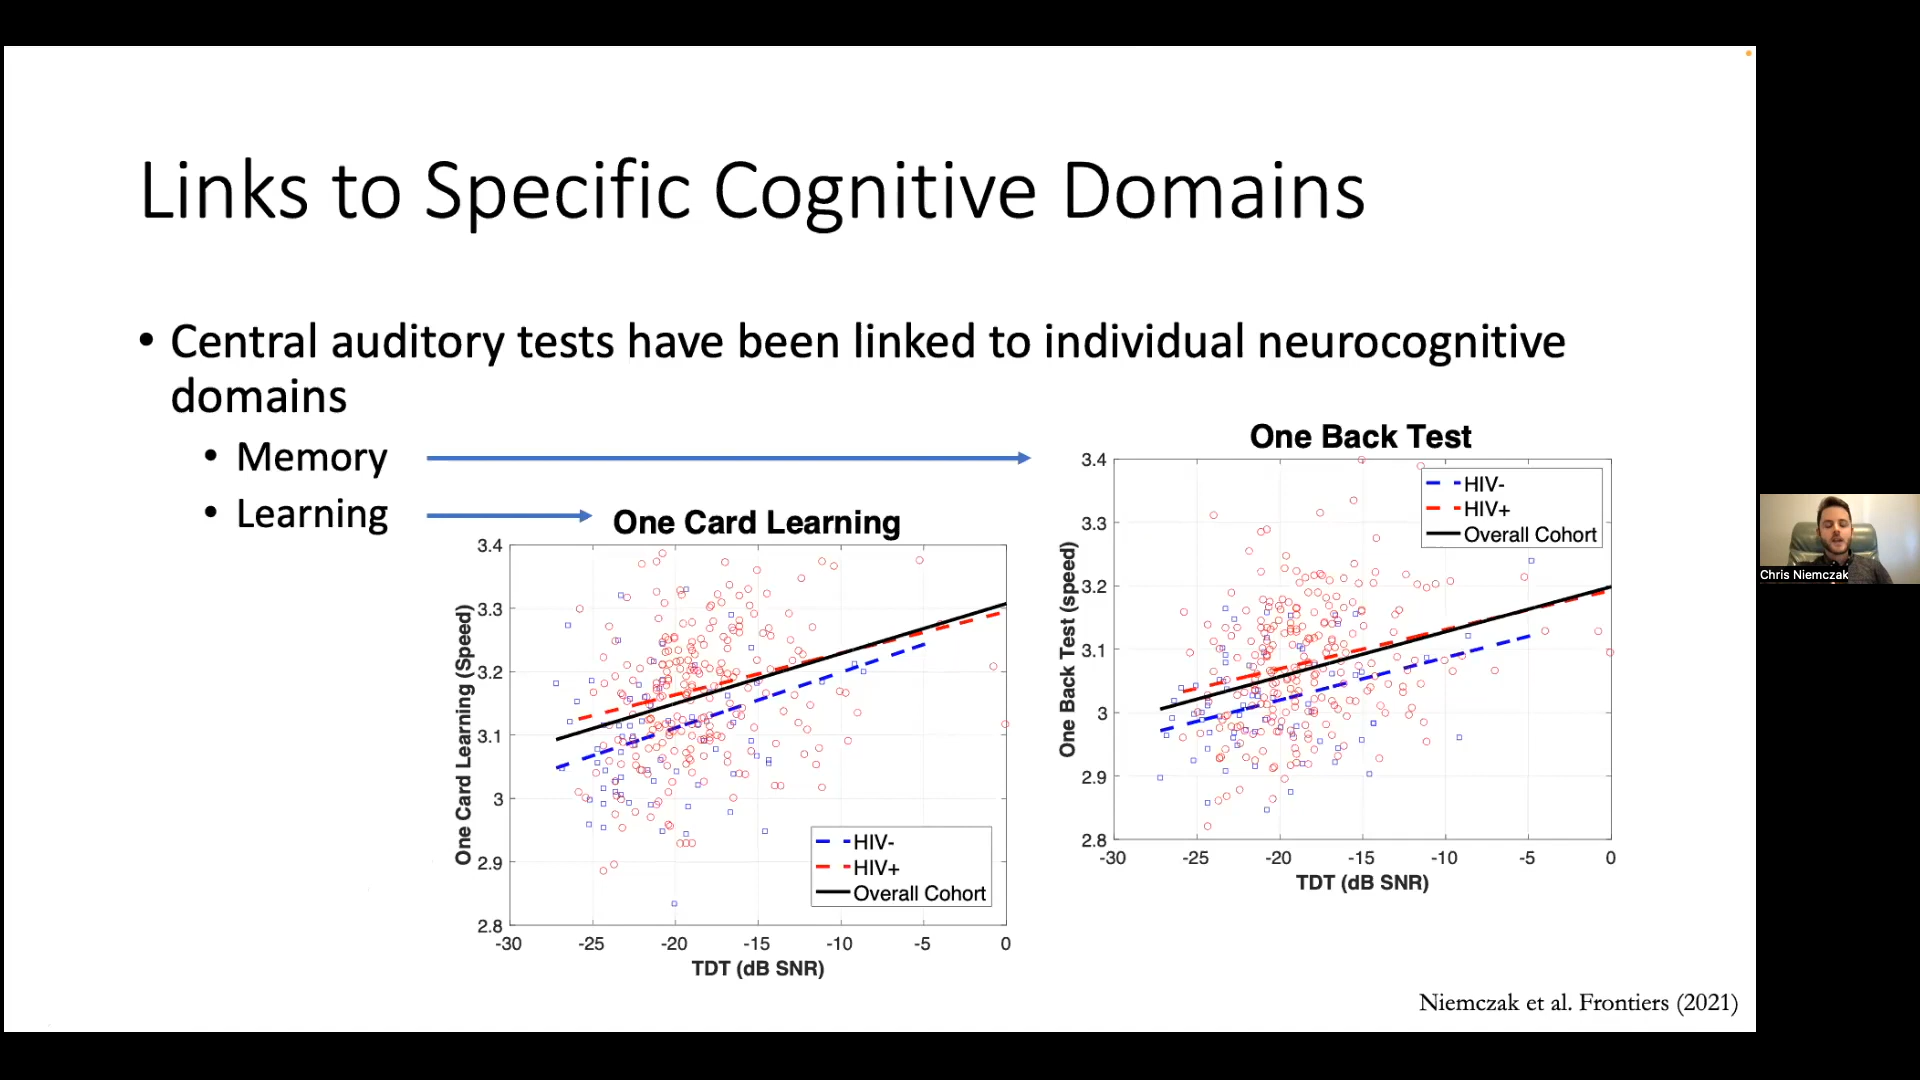 Links to Specific Cognitive Domains
• Central auditory tests have been linked to individual neurocognitive
domains
• Memory
• Learning
One Card Learning
3.4
3.3
3.2
3.1
3
2.9
2.8
One Card Learning (Speed)
HIV-
HIV+
Overall Cohort
-30 -25 -20 -15 -10 -5 0
TDT (dB SNR)
One Back Test
3.4
3.3
3.2
3.1
3
2.9
2.8
One Back Test (speed)
HIV-
HIV+
Overall Cohort
-30 -25 -20 -15 -10 -5 0
TDT (dB SNR)
Niemczak et al. Frontiers (2021)
Chris Niemczak